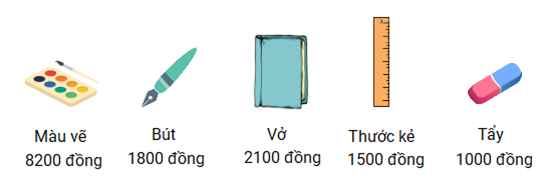 Màu vẽ
8200 đồng
Bút
1800 đồng
Vở
2100 đồng
Thước kẻ
1500 đồng
Tẩy
1000 đồng